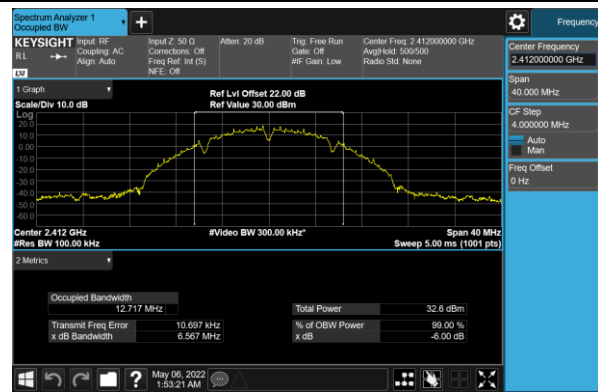 Spectrum Analyzer 1
Occupied BW
Frequency
KEYSIGHT Input: RF Input Z: 50 Ω Atten: 20 dB Trig: Free Run Center Freq: 2.412000000 GHz
RL Coupling: AC Corrections: Off Gate: Off Avg|Hold: 500/500
Align: Auto Freq Ref: Int (S) #IF Gain: Low Radio Std: None
LXI NFE: Off
Center Frequency
2.412000000 GHz
Span
40.000 MHz
CF Step
4.000000 MHz
Auto
Man
Freq Offset
0 Hz
1 Graph
Ref Lvl Offset 22.00 dB
Scale/Div 10.0 dB Ref Value 30.00 dBm
Log
20.0
10.0
0.00
-10.0
-20.0
-30.0
-40.0
-50.0
-60.0
Center 2.412 GHz #Video BW 300.00 kHz* Span 40 MHz
#Res BW 100.00 kHz Sweep 5.00 ms (1001 pts)
2 Metrics
Occupied Bandwidth
12.717 MHz Total Power 32.6 dBm
Transmit Freq Error 10.697 kHz % of OBW Power 99.00 %
x dB Bandwidth 6.567 MHz x dB -6.00 dB
May 06, 2022
1:53:21 AM